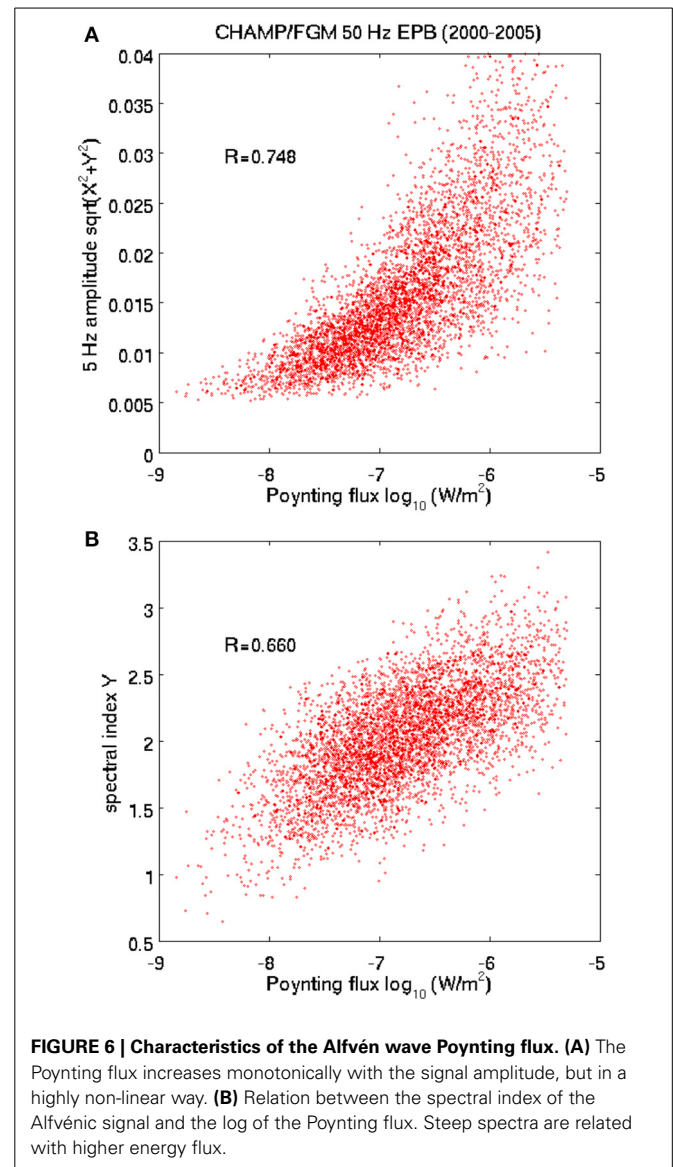 A
CHAMP/FGM 50 Hz EPB (2000-2005)
0.04
0.035
0.03
0.025
0.02
0.015
0.01
0.005
0
5 Hz amplitude sqrt(X²+Y²)
R=0.748
-9 -8 -7 -6 -5
Poynting flux log₁₀ (W/m²)
B
3.5
3
2.5
2
1.5
1
0.5
spectral index Y
R=0.660
-9 -8 -7 -6 -5
Poynting flux log₁₀ (W/m²)
FIGURE 6 | Characteristics of the Alfvén wave Poynting flux. (A) The
Poynting flux increases monotonically with the signal amplitude, but in a
highly non-linear way. (B) Relation between the spectral index of the
Alfvénic signal and the log of the Poynting flux. Steep spectra are related
with higher energy flux.